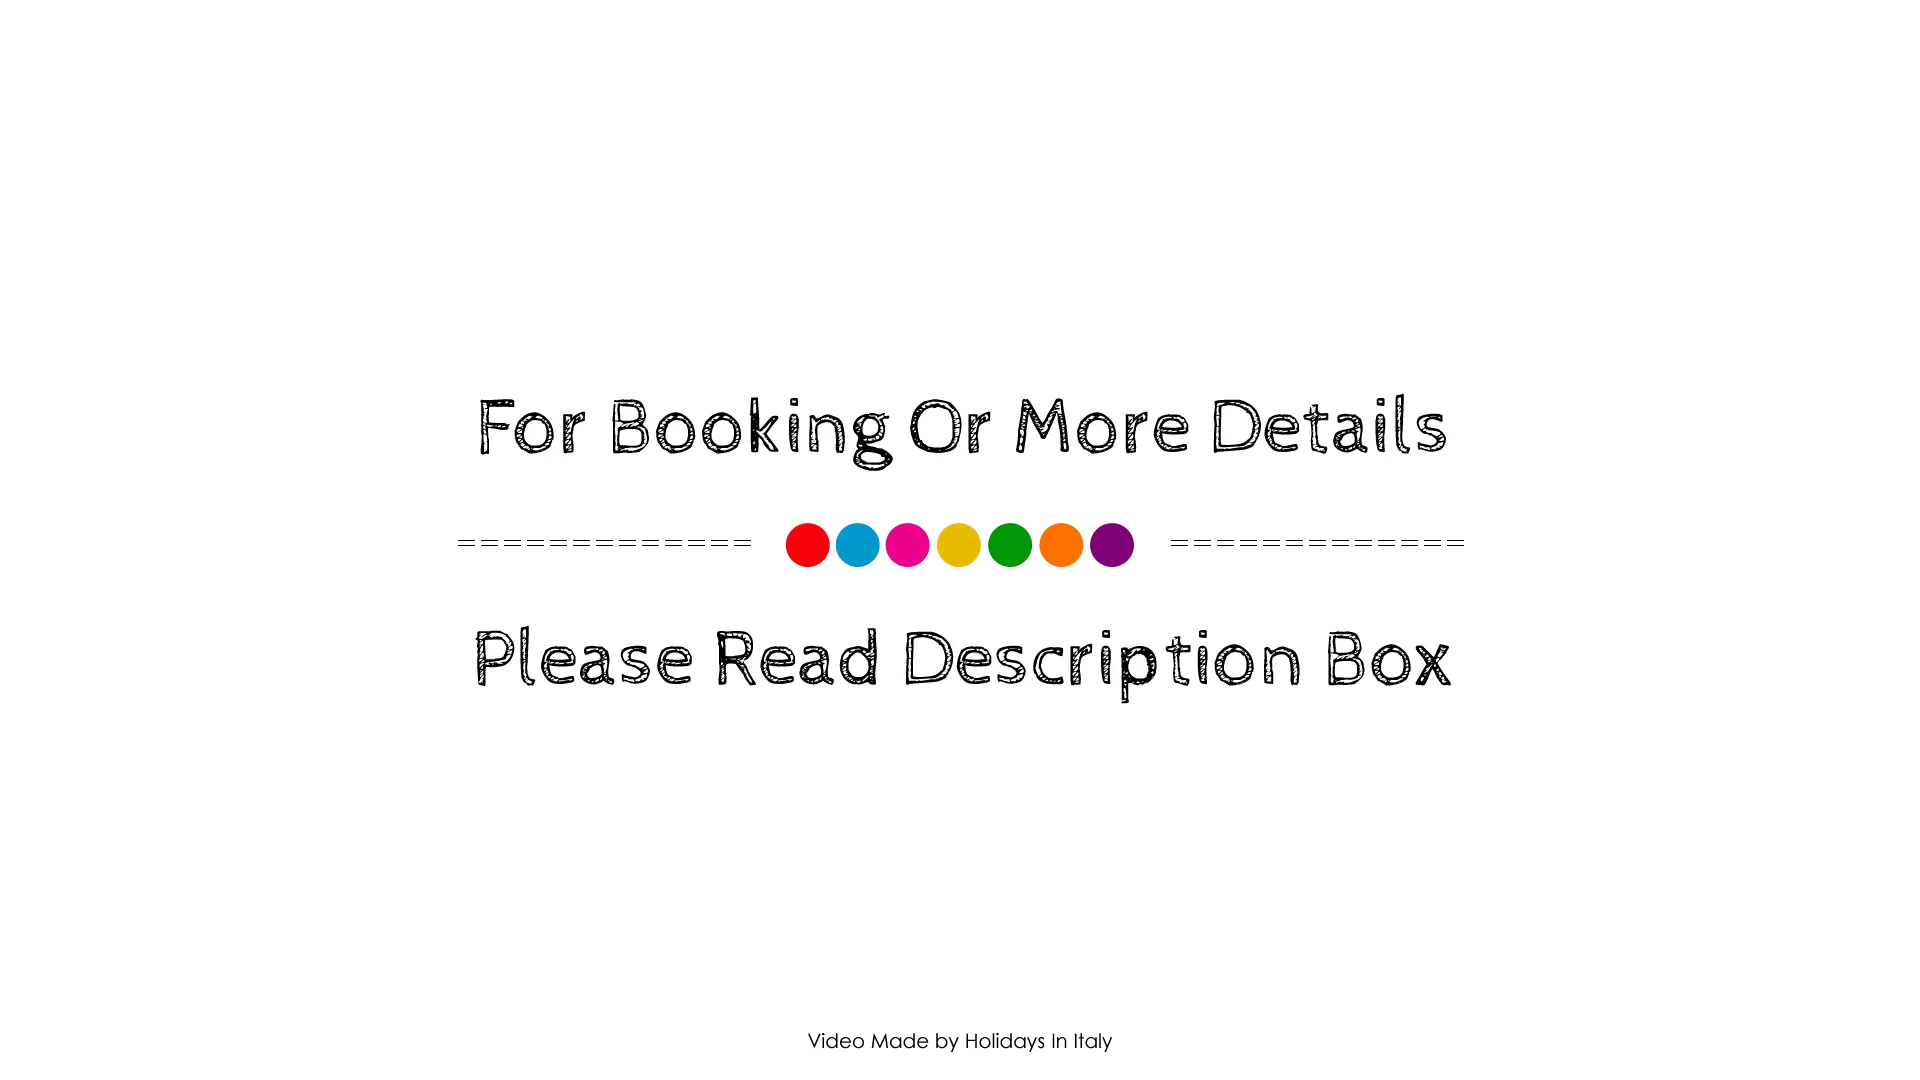 For Booking Or More Details
============= =============
Please Read Description Box
Video Made by Holidays In Italy